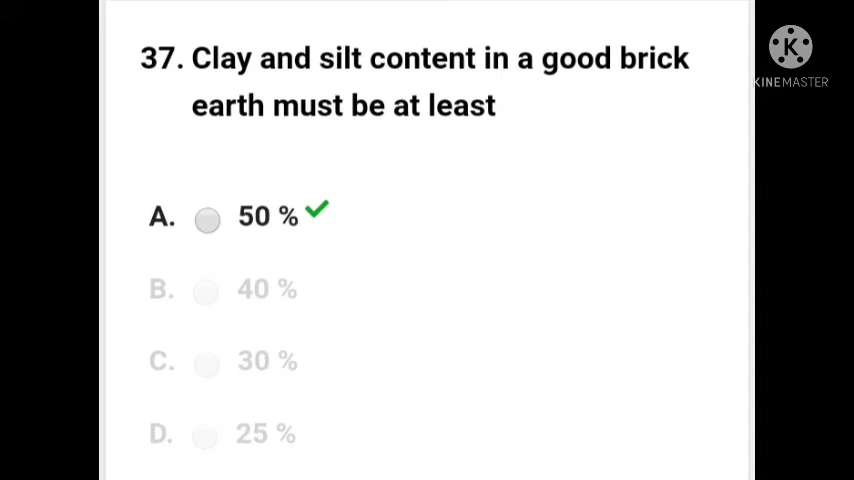 37. Clay and silt content in a good brick
earth must be at least
K
KINEMASTER
A. 50 %
B. 40 %
C. 30 %
D. 25 %